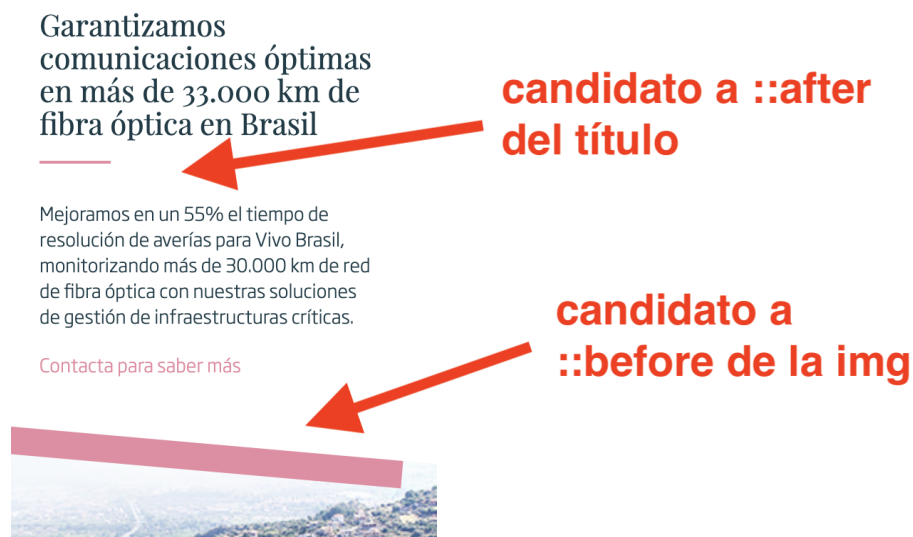 Garantizamos
comunicaciones óptimas
en más de 33.000 km de
fibra óptica en Brasil
candidato a ::after
del título
Mejoramos en un 55% el tiempo de
resolución de averías para Vivo Brasil,
monitorizando más de 30.000 km de red
de fibra óptica con nuestras soluciones
de gestión de infraestructuras críticas.
candidato a
::before de la img
Contacta para saber más